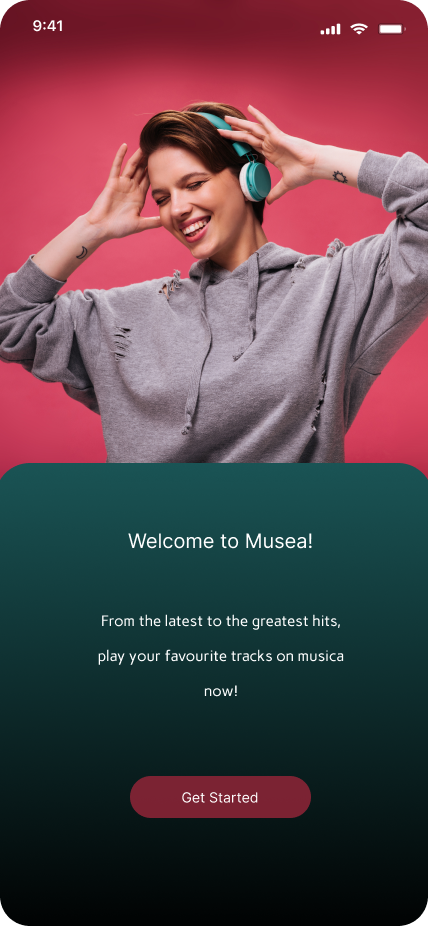 9:41
Welcome to Musea!
From the latest to the greatest hits,
play your favourite tracks on musica
now!
Get Started